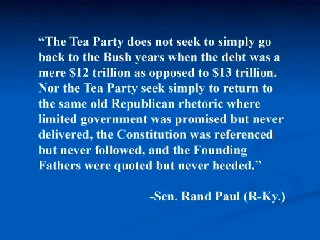 “The Tea Party does not seek to simply go
back to the Bush years when the debt was a
mere $12 trillion as opposed to $13 trillion.
Nor the Tea Party seek simply to return to
the same old Republican rhetoric where
limited government was promised but never
delivered, the Constitution was referenced
but never followed, and the Founding
Fathers were quoted but never heeded.”
-Sen. Rand Paul (R-Ky.)